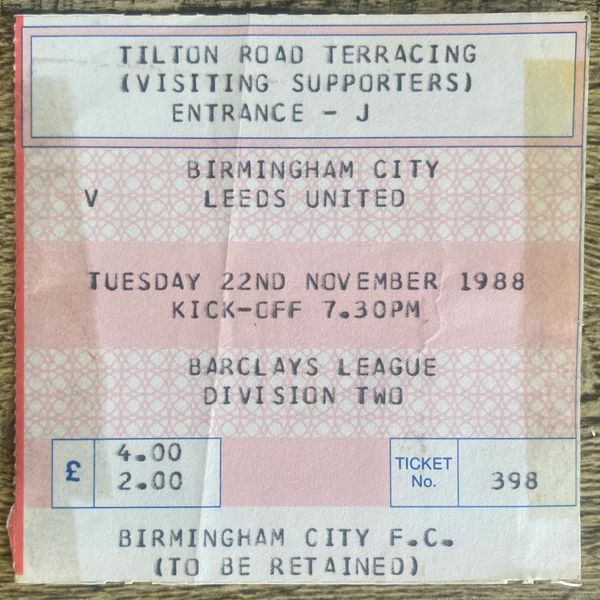 TILTON ROAD TERRACING
(VISITING SUPPORTERS)
ENTRANCE - J
BIRMINGHAM CITY
V LEEDS UNITED
TUESDAY 22ND NOVEMBER 1988
KICK-OFF 7.30PM
BARCLAYS LEAGUE
DIVISION TWO
£ 4.00
2.00
TICKET No. 398
BIRMINGHAM CITY F.C.
(TO BE RETAINED)